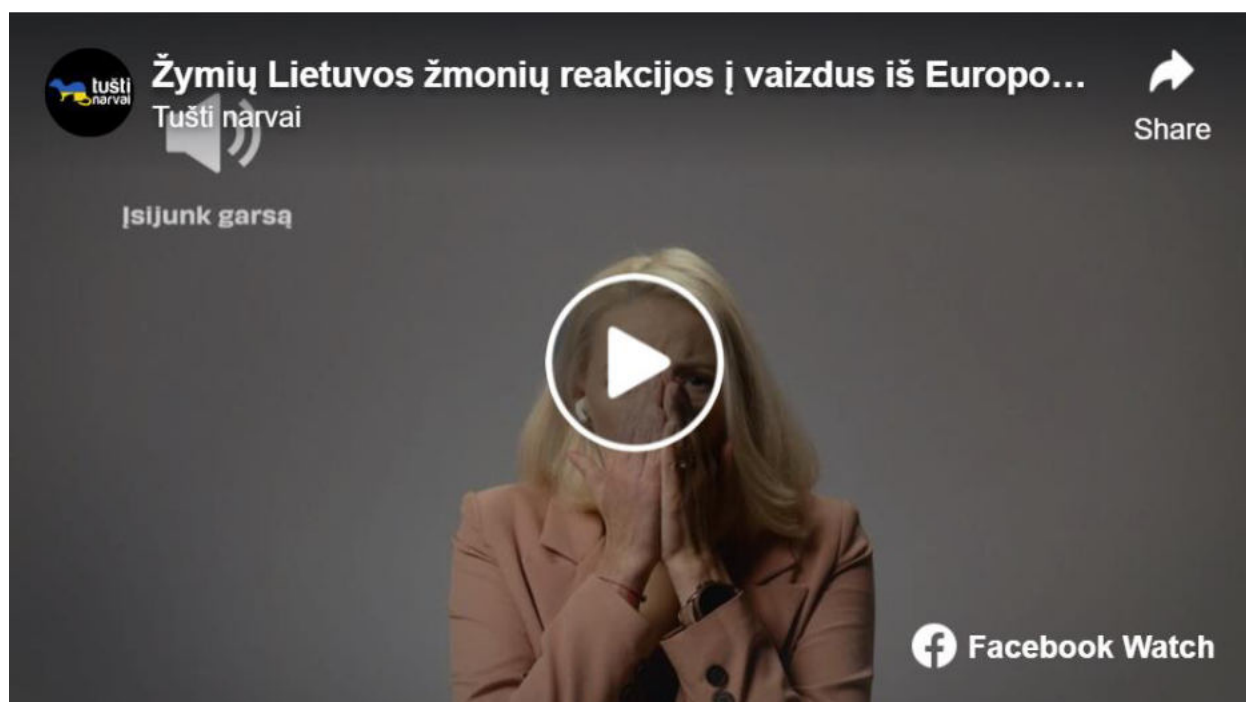 tušti
narvai
Žymių Lietuvos žmonių reakcijos į vaizdus iš Europo...
Tušti narvai
Share
Įsijunk garsą
Facebook Watch